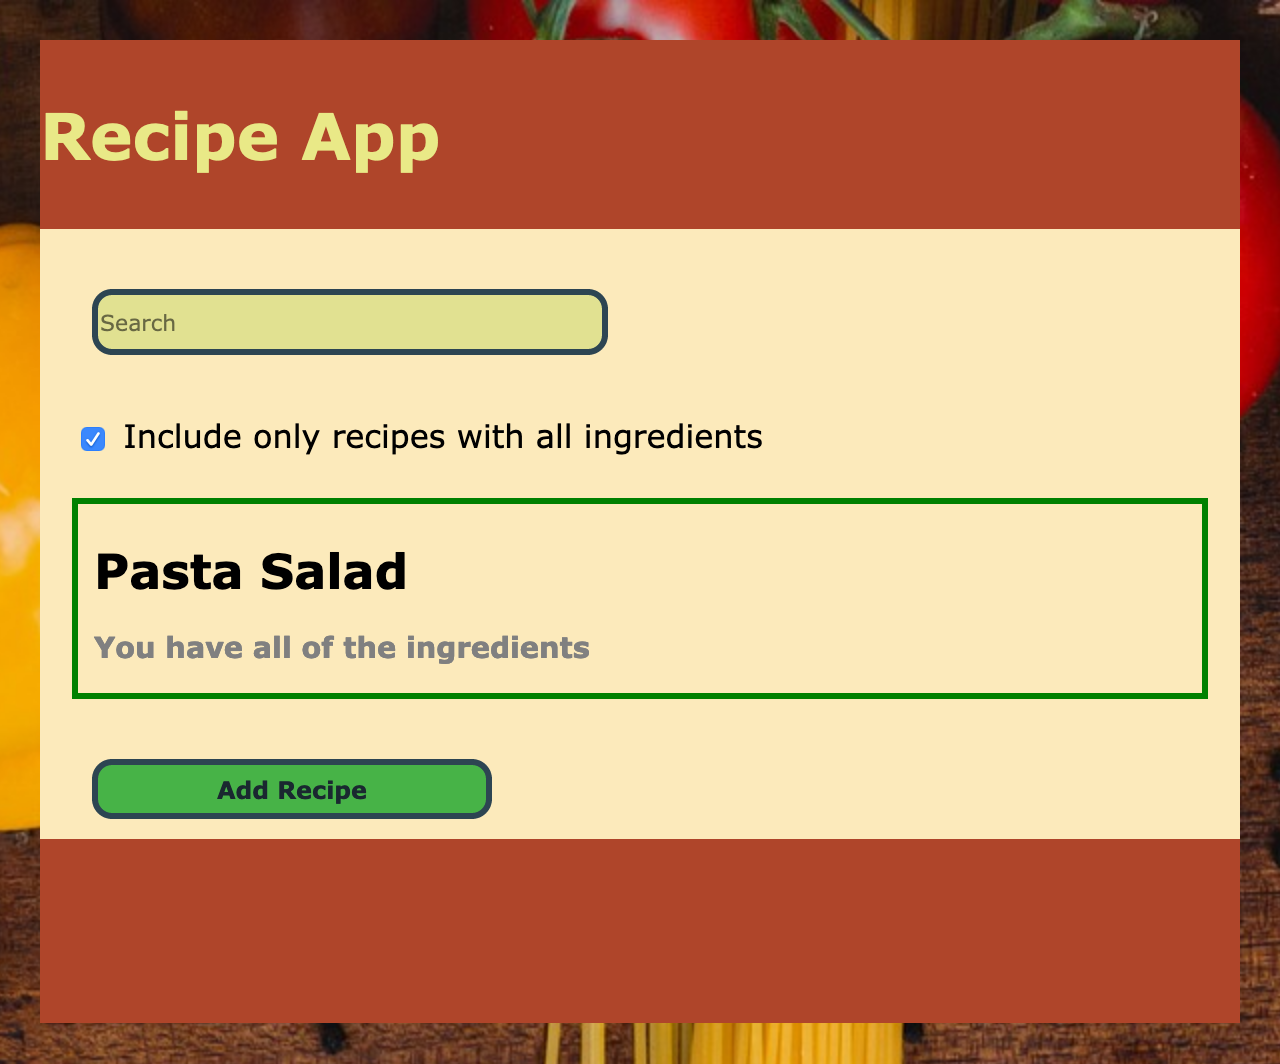 Recipe App
Search
Include only recipes with all ingredients
Pasta Salad
You have all of the ingredients
Add Recipe